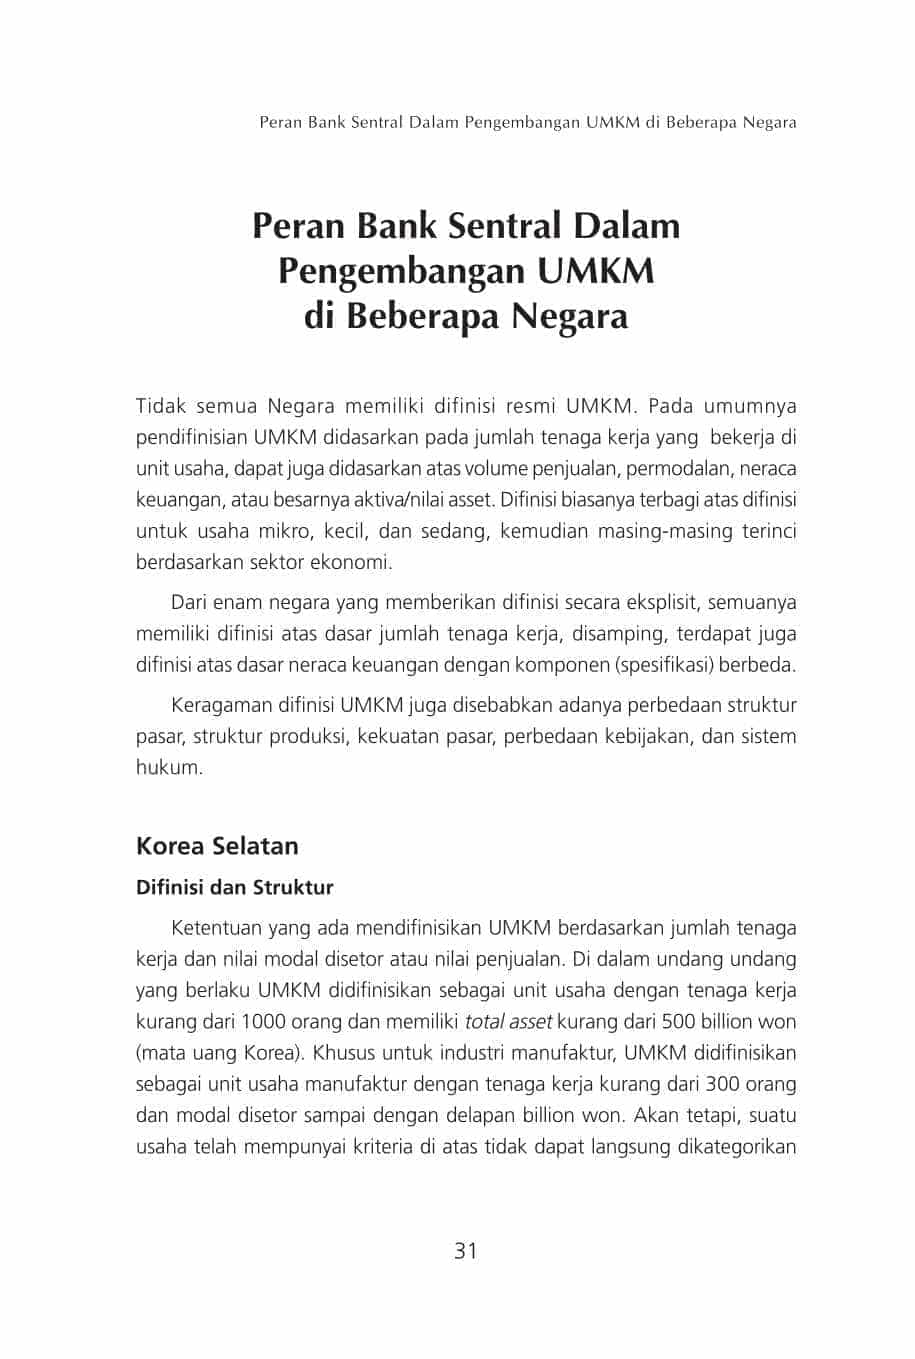 Peran Bank Sentral Dalam Pengembangan UMKM di Beberapa Negara
Peran Bank Sentral Dalam
Pengembangan UMKM
di Beberapa Negara
Tidak semua Negara memiliki difinisi resmi UMKM. Pada umumnya
pendifinisian UMKM didasarkan pada jumlah tenaga kerja yang bekerja di
unit usaha, dapat juga didasarkan atas volume penjualan, permodalan, neraca
keuangan, atau besarnya aktiva/nilai asset. Difinisi biasanya terbagi atas difinisi
untuk usaha mikro, kecil, dan sedang, kemudian masing-masing terinci
berdasarkan sektor ekonomi.
Dari enam negara yang memberikan difinisi secara eksplisit, semuanya
memiliki difinisi atas dasar jumlah tenaga kerja, disamping, terdapat juga
difinisi atas dasar neraca keuangan dengan komponen (spesifikasi) berbeda.
Keragaman difinisi UMKM juga disebabkan adanya perbedaan struktur
pasar, struktur produksi, kekuatan pasar, perbedaan kebijakan, dan sistem
hukum.
Korea Selatan
Difinisi dan Struktur
Ketentuan yang ada mendifinisikan UMKM berdasarkan jumlah tenaga
kerja dan nilai modal disetor atau nilai penjualan. Di dalam undang undang
yang berlaku UMKM didifinisikan sebagai unit usaha dengan tenaga kerja
kurang dari 1000 orang dan memiliki total asset kurang dari 500 billion won
(mata uang Korea). Khusus untuk industri manufaktur, UMKM didifinisikan
sebagai unit usaha manufaktur dengan tenaga kerja kurang dari 300 orang
dan modal disetor sampai dengan delapan billion won. Akan tetapi, suatu
usaha telah mempunyai kriteria di atas tidak dapat langsung dikategorikan
31